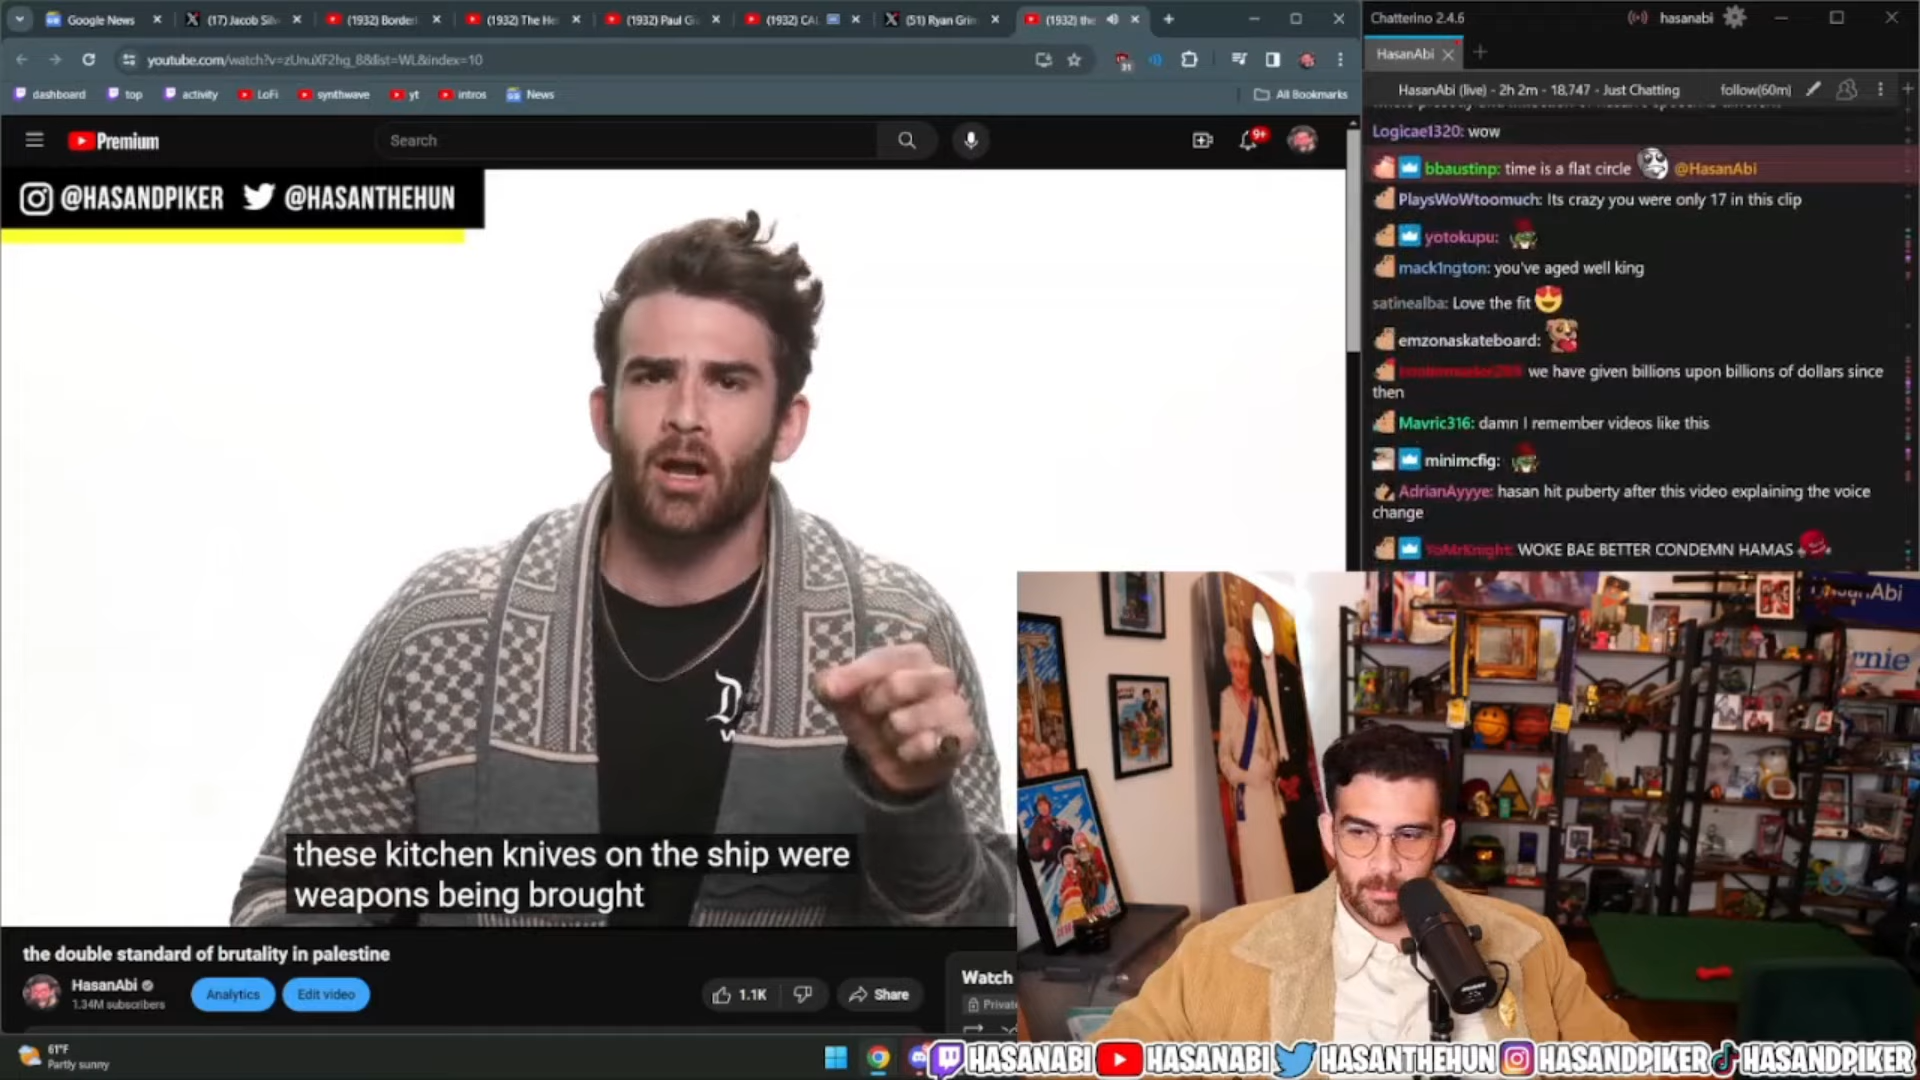 Google News
(17) Jacob Silv
(1932) Borderl
(1932) The He
(1932) Paul G
(1932) CAL
(51) Ryan Grim
(1932) the
youtube.com/watch?v=zUnuXF2hg_8&list=WL&index=10
31
dashboard
top
activity
LoFi
synthwave
yt
intros
News
All Bookmarks
Premium
Search
9+
@HASANDPIKER @HASANTHEHUN
these kitchen knives on the ship were
weapons being brought
the double standard of brutality in palestine
HasanAbi
1.34M subscribers
Analytics
Edit video
1.1K
Share
Watch
Private
61°F
Partly sunny
Chatterino 2.4.6
hasanabi
HasanAbi
HasanAbi (live) - 2h 2m - 18,747 - Just Chatting
follow(60m)
Logicae1320: wow
bbaustinp: time is a flat circle @HasanAbi
PlaysWoWtoomuch: Its crazy you were only 17 in this clip
yotokupu:
mack1ngton: you've aged well king
satinealba: Love the fit
emzonaskateboard:
we have given billions upon billions of dollars since
then
Mavric316: damn I remember videos like this
minimcfig:
AdrianAyyye: hasan hit puberty after this video explaining the voice
change
YoMrKnight: WOKE BAE BETTER CONDEMN HAMAS
HASANABI HASANABI HASANTHEHUN HASANDPIKER HASANDPIKER